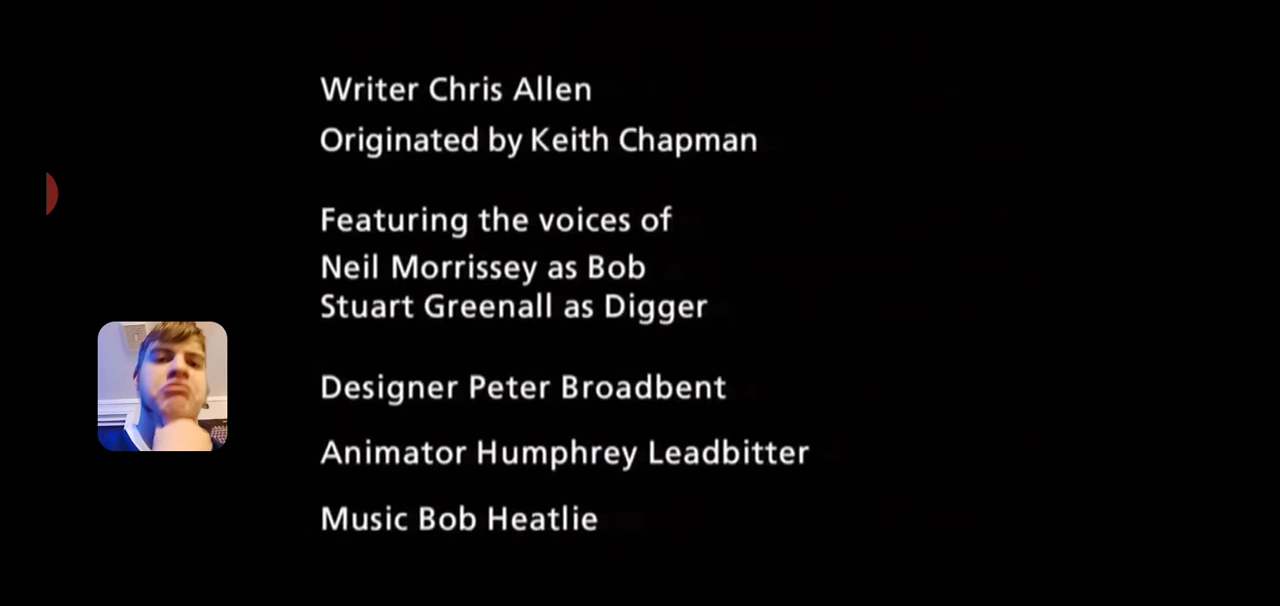 Writer Chris Allen
Originated by Keith Chapman
Featuring the voices of
Neil Morrissey as Bob
Stuart Greenall as Digger
Designer Peter Broadbent
Animator Humphrey Leadbitter
Music Bob Heatlie